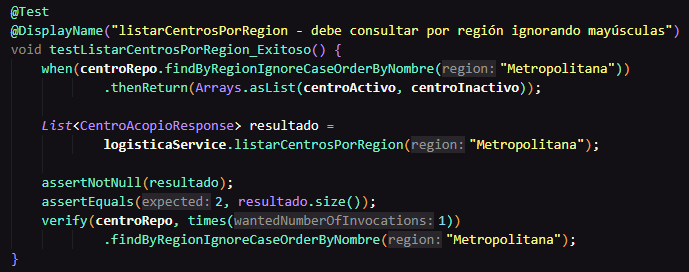 @Test
@DisplayName("listarCentrosPorRegion - debe consultar por región ignorando mayúsculas")
void testListarCentrosPorRegion_Exitoso() {
when(centroRepo.findByRegionIgnoreCaseOrderByNombre(region: "Metropolitana"))
.thenReturn(Arrays.asList(centroActivo, centroInactivo));
List<CentroAcopioResponse> resultado =
logisticaService.listarCentrosPorRegion(region: "Metropolitana");
assertNotNull(resultado);
assertEquals(expected: 2, resultado.size());
verify(centroRepo, times(wantedNumberOfInvocations: 1))
.findByRegionIgnoreCaseOrderByNombre(region: "Metropolitana");
}